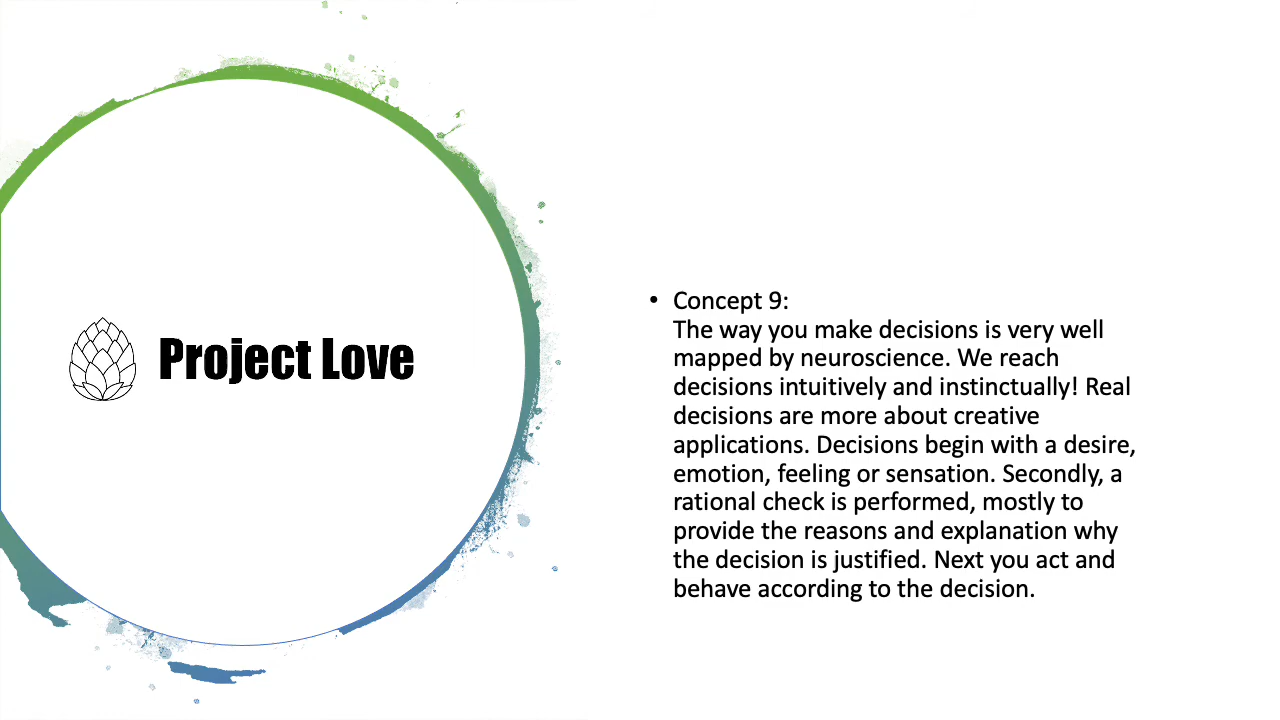 Project Love
• Concept 9:
The way you make decisions is very well
mapped by neuroscience. We reach
decisions intuitively and instinctually! Real
decisions are more about creative
applications. Decisions begin with a desire,
emotion, feeling or sensation. Secondly, a
rational check is performed, mostly to
provide the reasons and explanation why
the decision is justified. Next you act and
behave according to the decision.